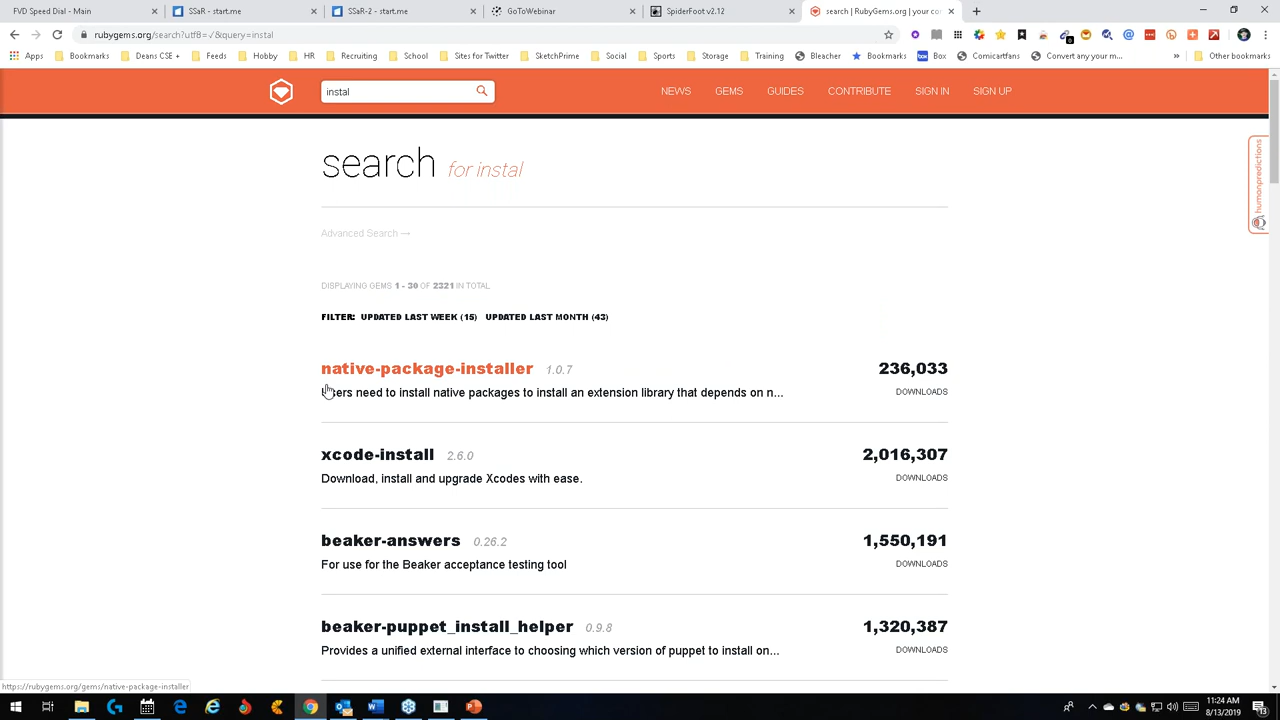 FVD Speed Dial - Main
SSaR - start.me
SSaR-2 - start.me
GoToWebinar
SpiderFoot v2.12
search | RubyGems.org | your co
rubygems.org/search?utf8=✓&query=instal
Apps
Bookmarks
Deans CSE +
Feeds
Hobby
HR
Recruiting
School
Sites for Twitter
SketchPrime
Social
Sports
Storage
Training
Bleacher
Bookmarks
Box
Comicartfans
Convert any your m...
»
Other bookmarks
instal
NEWS
GEMS
GUIDES
CONTRIBUTE
SIGN IN
SIGN UP
humanpredictions
search for instal
Advanced Search →
DISPLAYING GEMS 1 - 30 OF 2321 IN TOTAL
FILTER: UPDATED LAST WEEK (15) UPDATED LAST MONTH (43)
native-package-installer 1.0.7
236,033
Users need to install native packages to install an extension library that depends on n...
DOWNLOADS
xcode-install 2.6.0
2,016,307
Download, install and upgrade Xcodes with ease.
DOWNLOADS
beaker-answers 0.26.2
1,550,191
For use for the Beaker acceptance testing tool
DOWNLOADS
beaker-puppet_install_helper 0.9.8
1,320,387
Provides a unified external interface to choosing which version of puppet to install on...
DOWNLOADS
https://rubygems.org/gems/native-package-installer
11:24 AM
8/13/2019
13